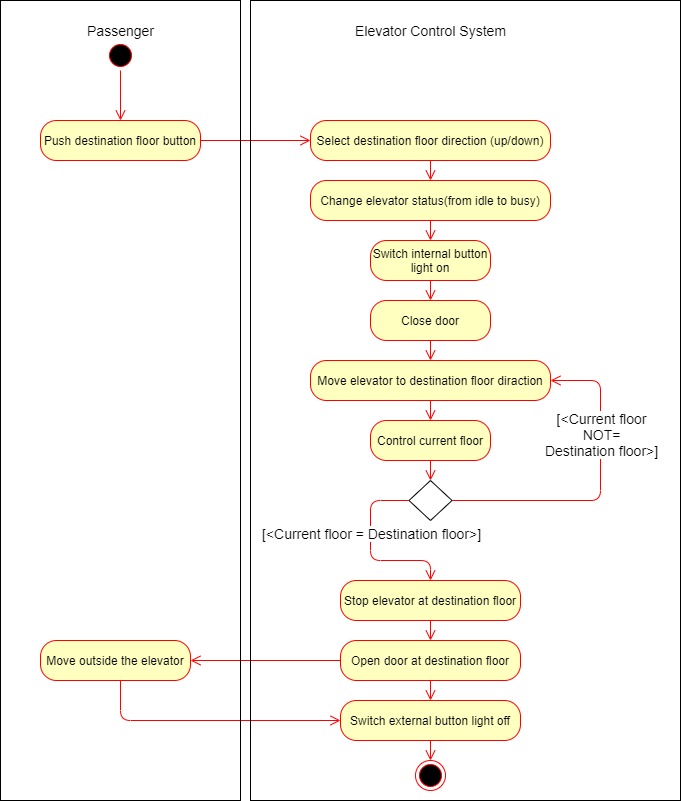 Passenger
Elevator Control System
Push destination floor button
Select destination floor direction (up/down)
Change elevator status(from idle to busy)
Switch internal button
light on
Close door
Move elevator to destination floor diraction
Control current floor
[<Current floor
NOT=
Destination floor>]
[<Current floor = Destination floor>]
Stop elevator at destination floor
Move outside the elevator
Open door at destination floor
Switch external button light off